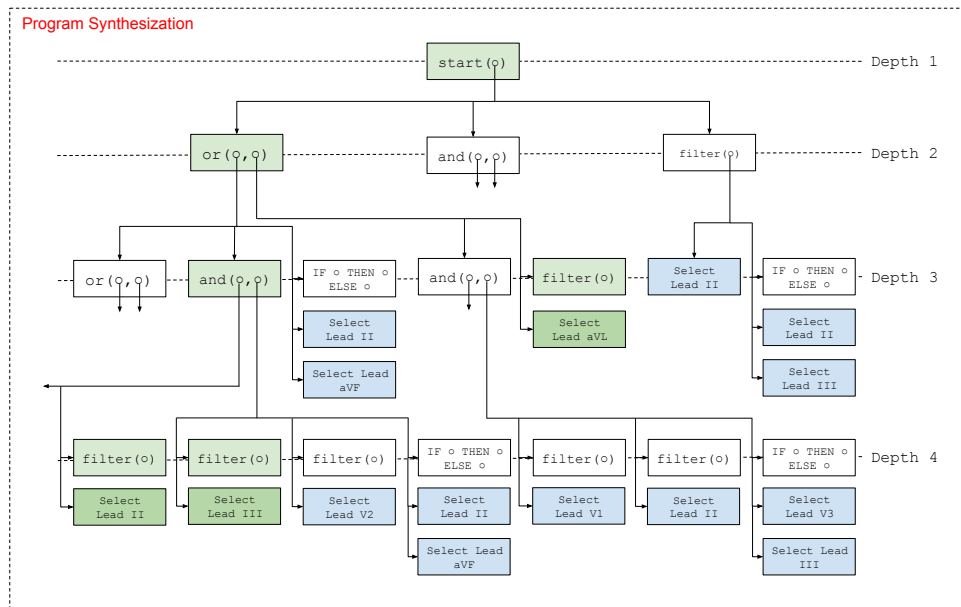 Program Synthesization
start(○)
Depth 1
or(○,○)
and(○,○)
filter(○)
Depth 2
or(○,○)
and(○,○)
IF ○ THEN ○
ELSE ○
and(○,○)
filter(○)
Select
Lead II
IF ○ THEN ○
ELSE ○
Depth 3
Select
Lead II
Select
Lead aVL
Select
Lead II
Select Lead
aVF
Select
Lead III
filter(○)
filter(○)
filter(○)
IF ○ THEN ○
ELSE ○
filter(○)
filter(○)
IF ○ THEN ○
ELSE ○
Depth 4
Select
Lead II
Select
Lead III
Select
Lead V2
Select
Lead II
Select
Lead V1
Select
Lead II
Select
Lead V3
Select Lead
aVF
Select Lead
III